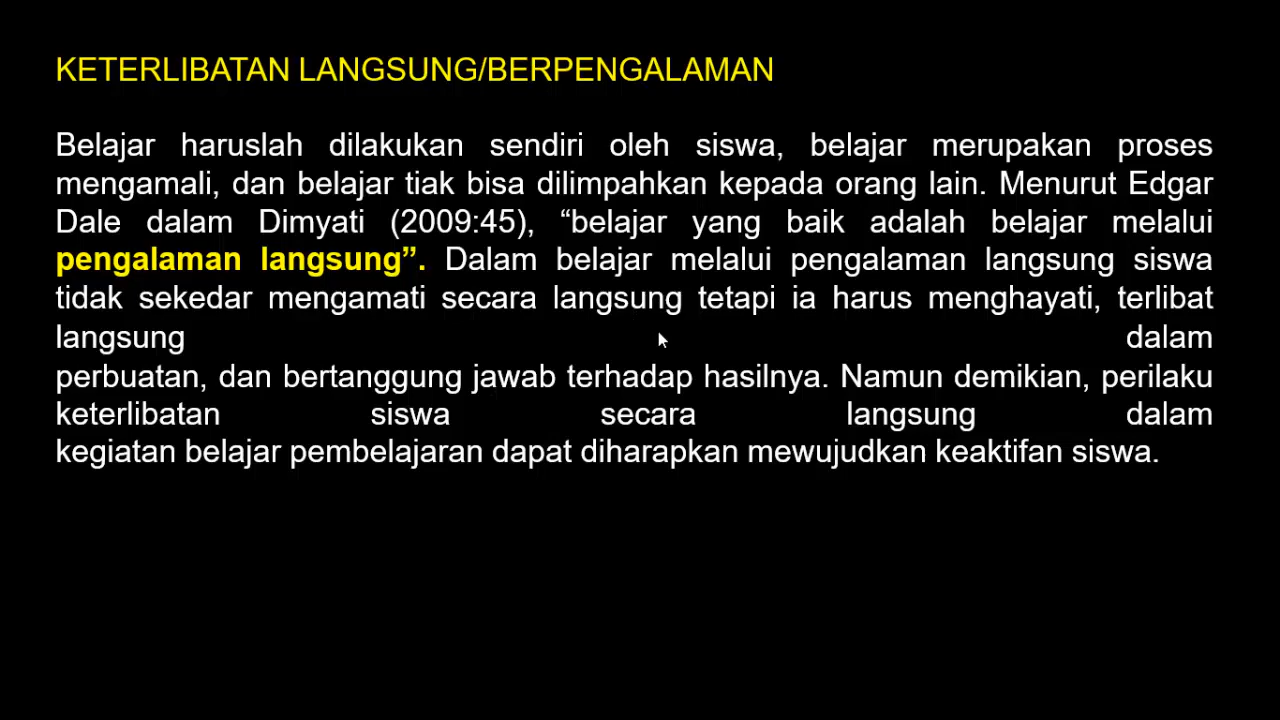 KETERLIBATAN LANGSUNG/BERPENGALAMAN
Belajar haruslah dilakukan sendiri oleh siswa, belajar merupakan proses
mengamali, dan belajar tiak bisa dilimpahkan kepada orang lain. Menurut Edgar
Dale dalam Dimyati (2009:45), “belajar yang baik adalah belajar melalui
pengalaman langsung”. Dalam belajar melalui pengalaman langsung siswa
tidak sekedar mengamati secara langsung tetapi ia harus menghayati, terlibat
langsung dalam
perbuatan, dan bertanggung jawab terhadap hasilnya. Namun demikian, perilaku
keterlibatan siswa secara langsung dalam
kegiatan belajar pembelajaran dapat diharapkan mewujudkan keaktifan siswa.